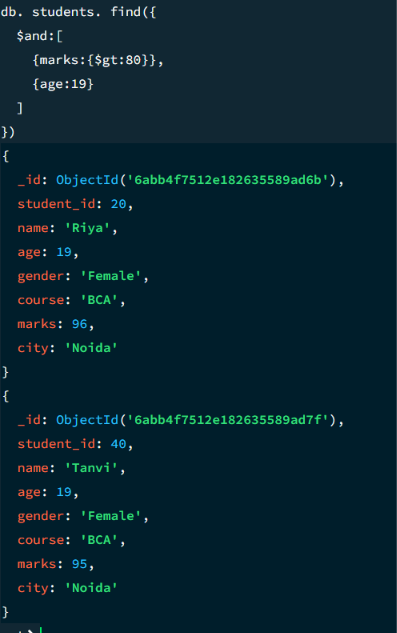 db. students. find({
  $and:[
    {marks:{$gt:80}},
    {age:19}
  ]
})
{
  _id: ObjectId('6abb4f7512e182635589ad6b'),
  student_id: 20,
  name: 'Riya',
  age: 19,
  gender: 'Female',
  course: 'BCA',
  marks: 96,
  city: 'Noida'
}
{
  _id: ObjectId('6abb4f7512e182635589ad7f'),
  student_id: 40,
  name: 'Tanvi',
  age: 19,
  gender: 'Female',
  course: 'BCA',
  marks: 95,
  city: 'Noida'
}